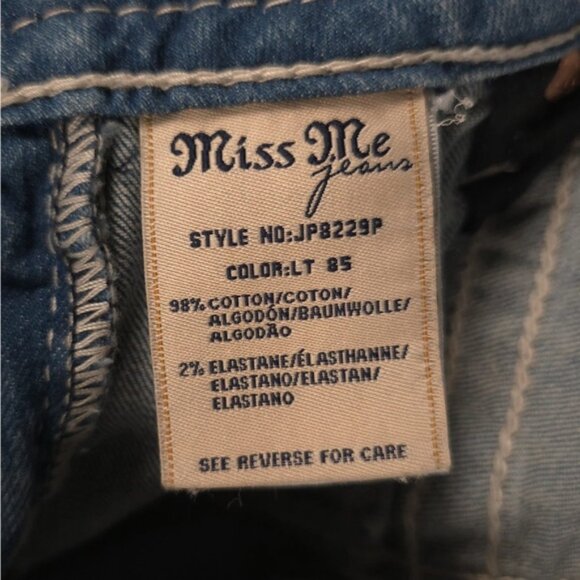 Miss Me
jeans
STYLE NO:JP8229P
COLOR:LT 85
98% COTTON/COTON/
ALGODÓN/BAUMWOLLE/
ALGODÃO
2% ELASTANE/ÉLASTHANNE/
ELASTANO/ELASTAN/
ELASTANO
SEE REVERSE FOR CARE